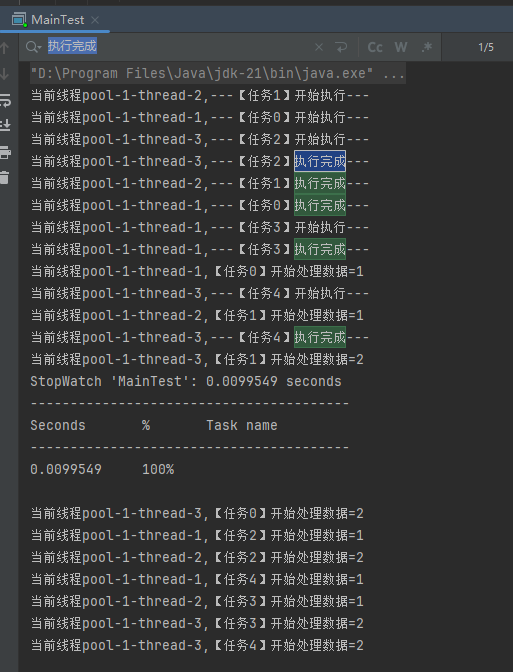 MainTest ×
执行完成 × Cc W .* 1/5
"D:\Program Files\Java\jdk-21\bin\java.exe" ...
当前线程pool-1-thread-2,---【任务1】开始执行---
当前线程pool-1-thread-1,---【任务0】开始执行---
当前线程pool-1-thread-3,---【任务2】开始执行---
当前线程pool-1-thread-3,---【任务2】执行完成---
当前线程pool-1-thread-2,---【任务1】执行完成---
当前线程pool-1-thread-1,---【任务0】执行完成---
当前线程pool-1-thread-1,---【任务3】开始执行---
当前线程pool-1-thread-1,---【任务3】执行完成---
当前线程pool-1-thread-1,【任务0】开始处理数据=1
当前线程pool-1-thread-3,---【任务4】开始执行---
当前线程pool-1-thread-2,【任务1】开始处理数据=1
当前线程pool-1-thread-3,---【任务4】执行完成---
当前线程pool-1-thread-3,【任务1】开始处理数据=2
StopWatch 'MainTest': 0.0099549 seconds
----------------------------------------
Seconds % Task name
----------------------------------------
0.0099549 100%
当前线程pool-1-thread-3,【任务0】开始处理数据=2
当前线程pool-1-thread-1,【任务2】开始处理数据=1
当前线程pool-1-thread-2,【任务2】开始处理数据=2
当前线程pool-1-thread-1,【任务4】开始处理数据=1
当前线程pool-1-thread-2,【任务3】开始处理数据=1
当前线程pool-1-thread-3,【任务3】开始处理数据=2
当前线程pool-1-thread-3,【任务4】开始处理数据=2